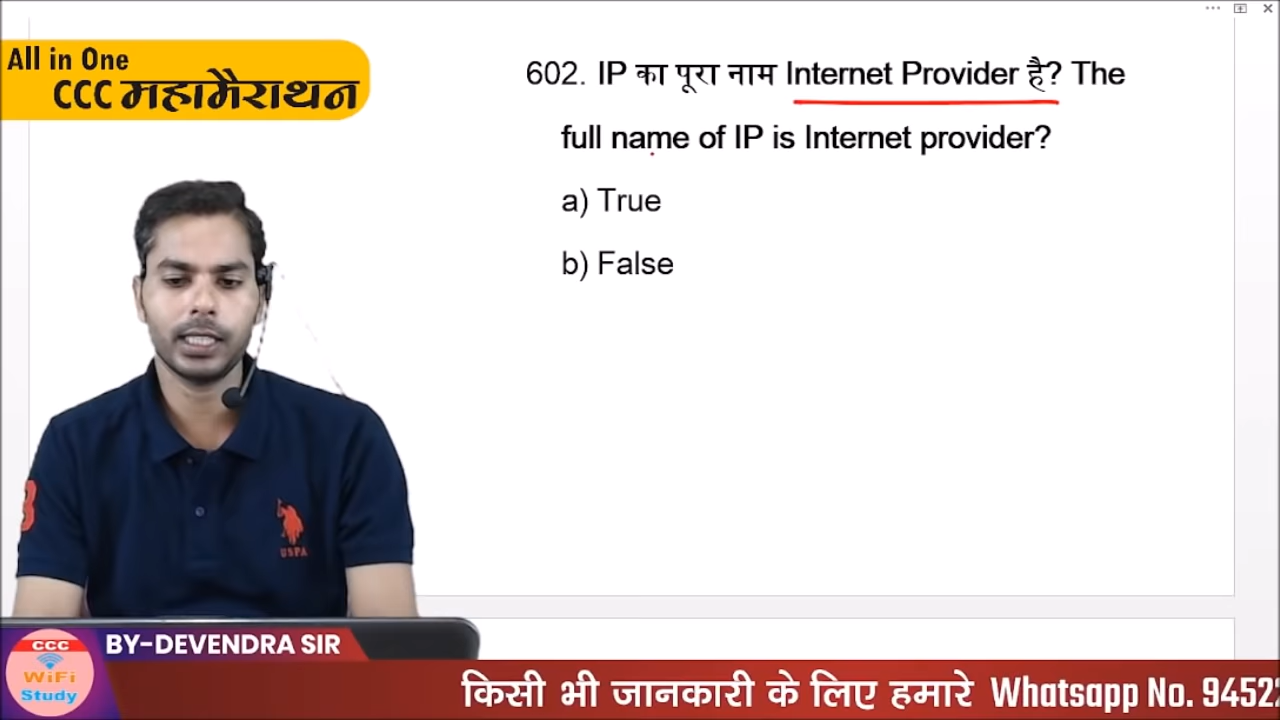 All in One
CCC महामैराथन
602. IP का पूरा नाम Internet Provider है? The
full name of IP is Internet provider?
a) True
b) False
USPA
CCC
WiFi
Study
BY-DEVENDRA SIR
किसी भी जानकारी के लिए हमारे Whatsapp No. 9452